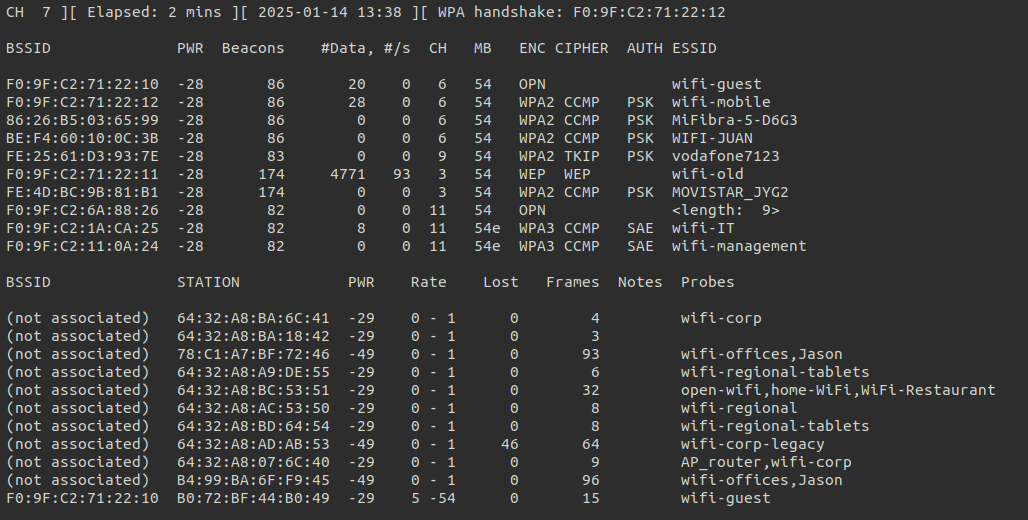 CH  7 ][ Elapsed: 2 mins ][ 2025-01-14 13:38 ][ WPA handshake: F0:9F:C2:71:22:12
BSSID              PWR  Beacons    #Data, #/s  CH   MB   ENC CIPHER  AUTH ESSID
F0:9F:C2:71:22:10  -28       86       20    0   6   54   OPN              wifi-guest
F0:9F:C2:71:22:12  -28       86       28    0   6   54   WPA2 CCMP   PSK  wifi-mobile
86:26:B5:03:65:99  -28       86        0    0   6   54   WPA2 CCMP   PSK  MiFibra-5-D6G3
BE:F4:60:10:0C:3B  -28       86        0    0   6   54   WPA2 CCMP   PSK  WIFI-JUAN
FE:25:61:D3:93:7E  -28       83        0    0   9   54   WPA2 TKIP   PSK  vodafone7123
F0:9F:C2:71:22:11  -28      174     4771   93   3   54   WEP  WEP         wifi-old
FE:4D:BC:9B:81:B1  -28      174        0    0   3   54   WPA2 CCMP   PSK  MOVISTAR_JYG2
F0:9F:C2:6A:88:26  -28       82        0    0  11   54   OPN              <length:  9>
F0:9F:C2:1A:CA:25  -28       82        8    0  11   54e  WPA3 CCMP   SAE  wifi-IT
F0:9F:C2:11:0A:24  -28       82        0    0  11   54e  WPA3 CCMP   SAE  wifi-management
BSSID              STATION            PWR    Rate    Lost   Frames  Notes  Probes
(not associated)   64:32:A8:BA:6C:41  -29    0 - 1      0        4         wifi-corp
(not associated)   64:32:A8:BA:18:42  -29    0 - 1      0        3
(not associated)   78:C1:A7:BF:72:46  -49    0 - 1      0       93         wifi-offices,Jason
(not associated)   64:32:A8:A9:DE:55  -29    0 - 1      0        6         wifi-regional-tablets
(not associated)   64:32:A8:BC:53:51  -29    0 - 1      0       32         open-wifi,home-WiFi,WiFi-Restaurant
(not associated)   64:32:A8:AC:53:50  -29    0 - 1      0        8         wifi-regional
(not associated)   64:32:A8:BD:64:54  -29    0 - 1      0        8         wifi-regional-tablets
(not associated)   64:32:A8:AD:AB:53  -49    0 - 1     46       64         wifi-corp-legacy
(not associated)   64:32:A8:07:6C:40  -29    0 - 1      0        9         AP_router,wifi-corp
(not associated)   B4:99:BA:6F:F9:45  -49    0 - 1      0       96         wifi-offices,Jason
F0:9F:C2:71:22:10  B0:72:BF:44:B0:49  -29    5 -54      0       15         wifi-guest